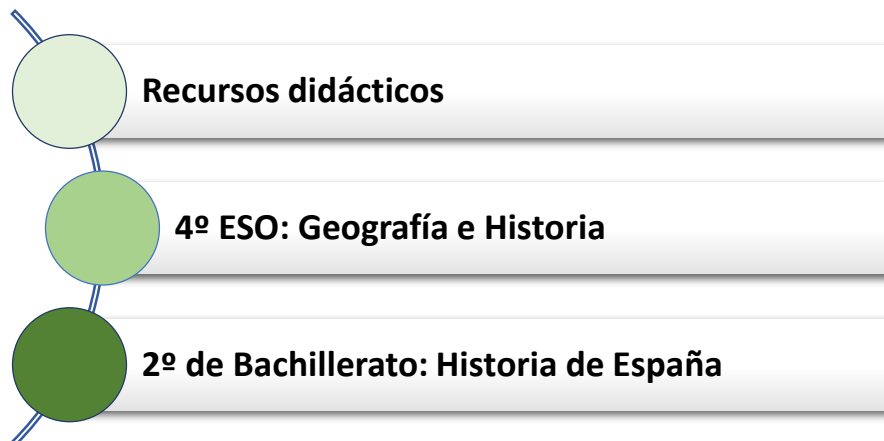 Recursos didácticos
4º ESO: Geografía e Historia
2º de Bachillerato: Historia de España